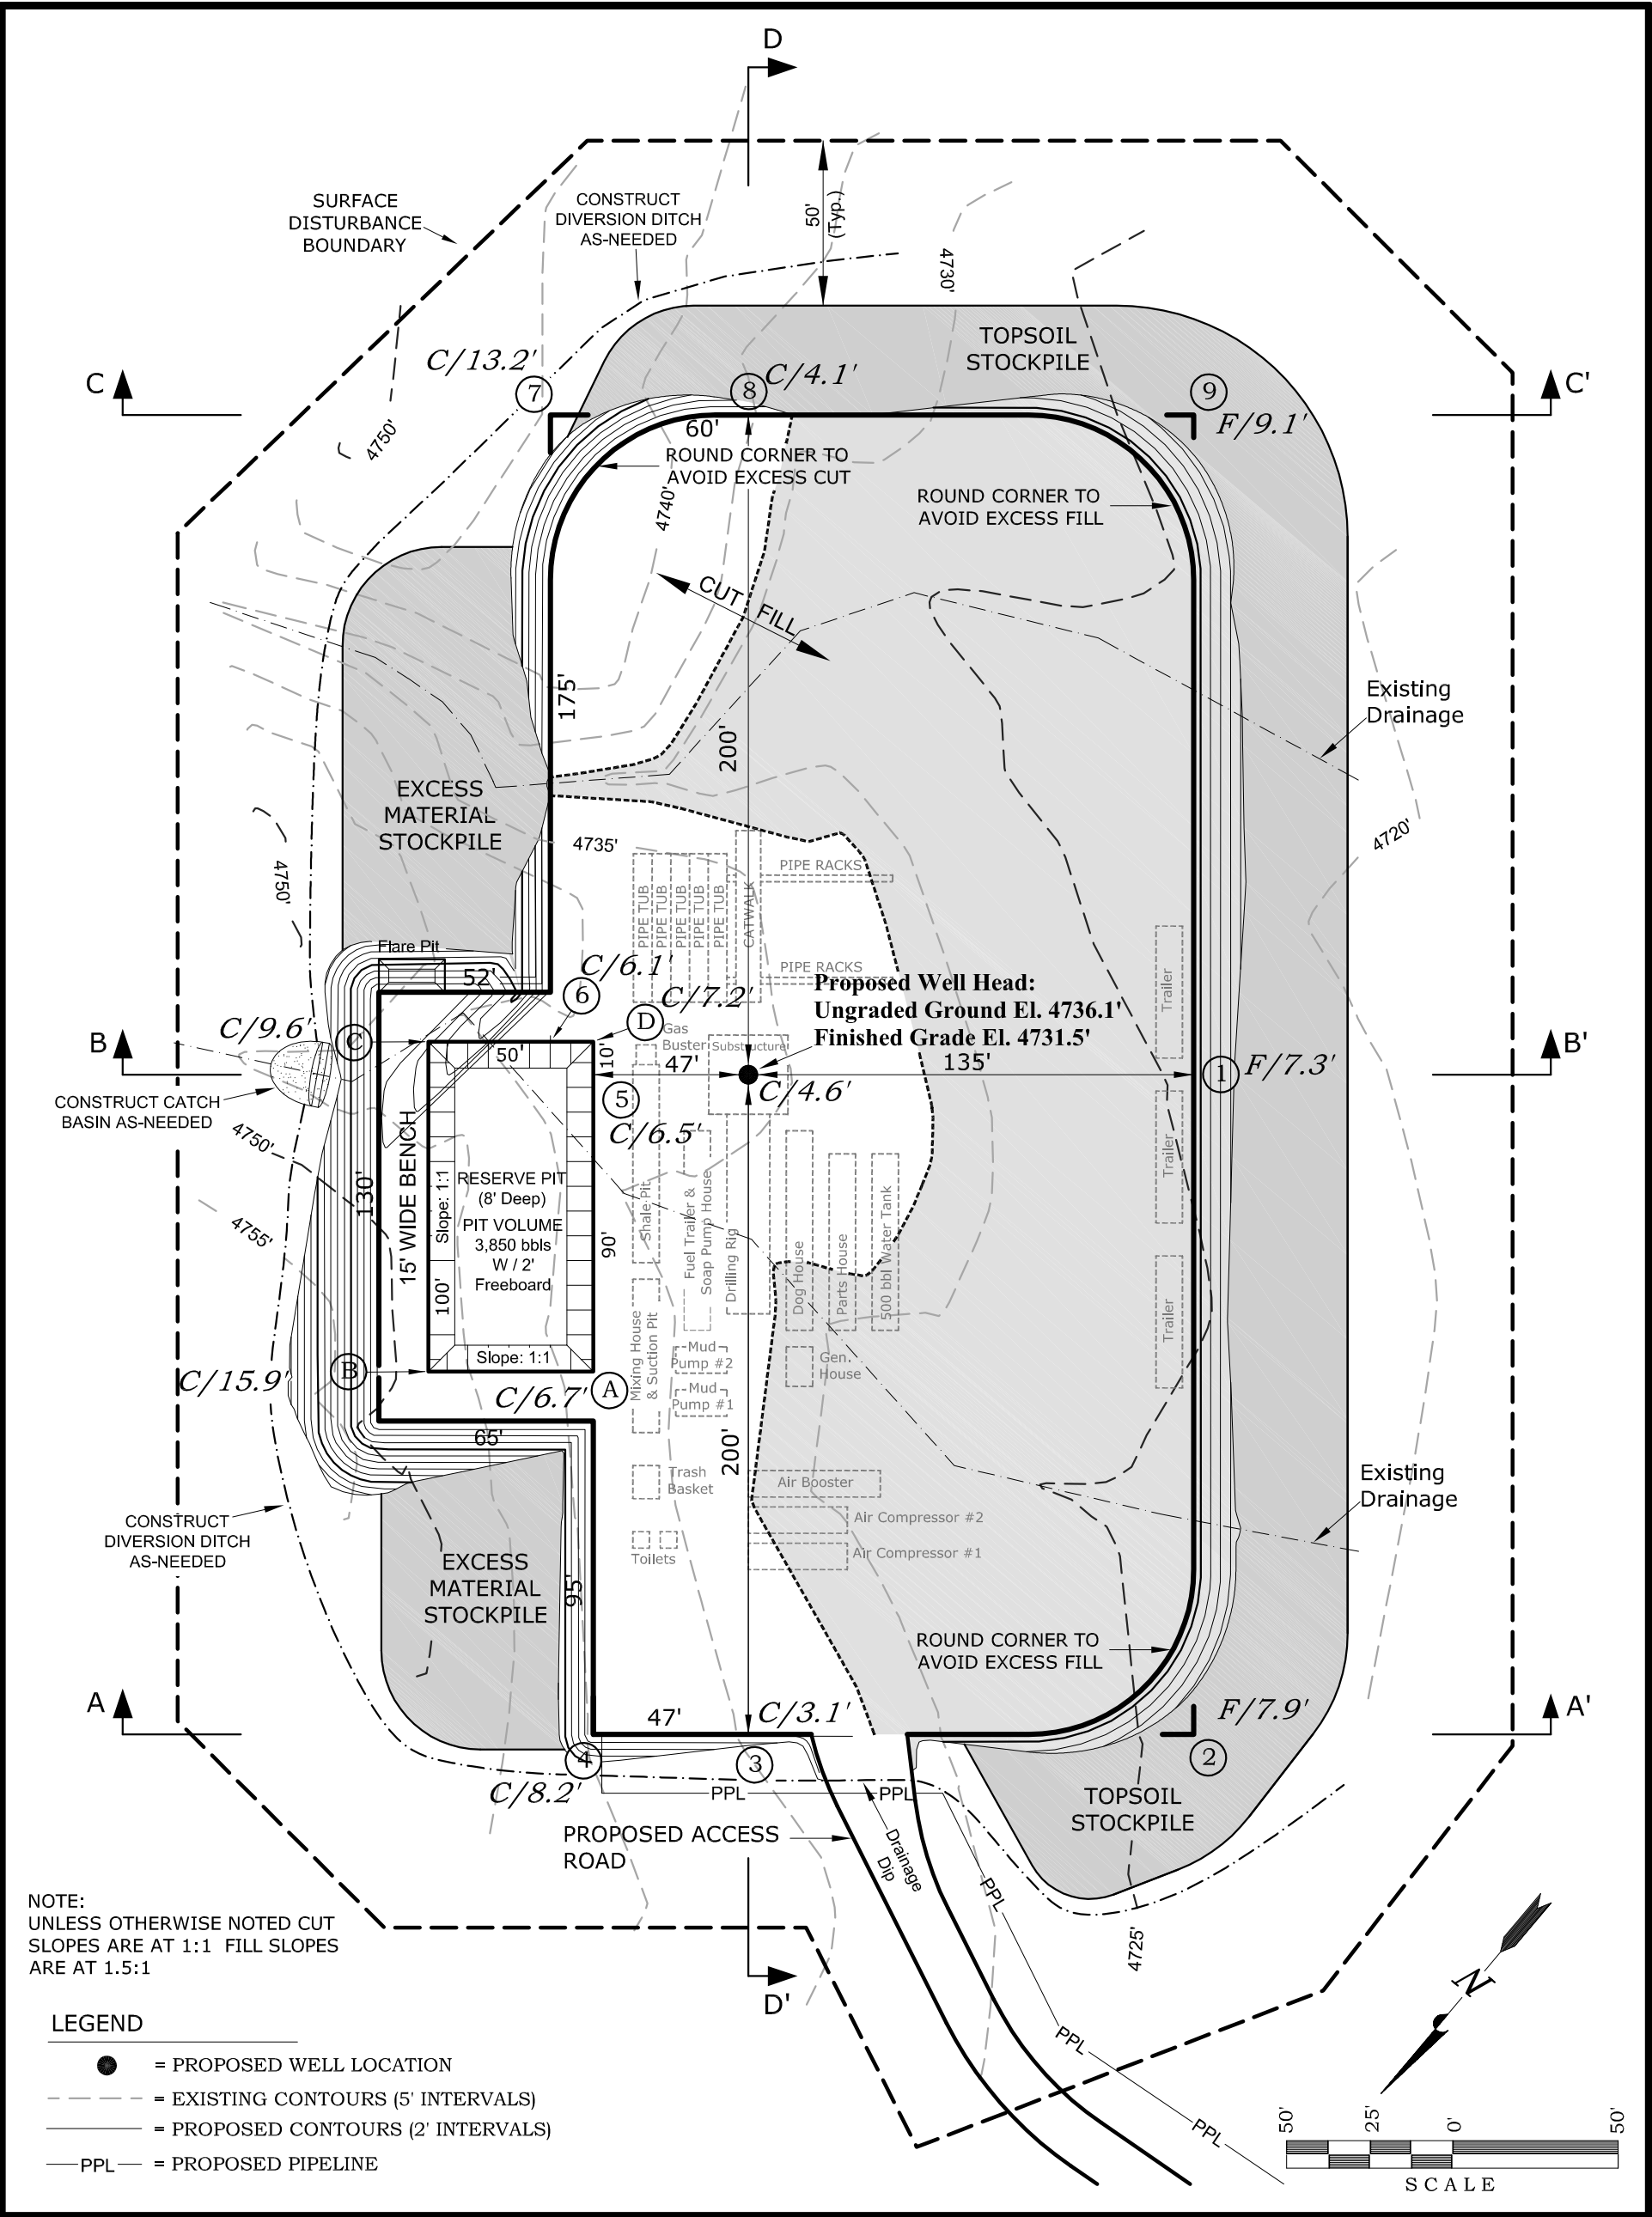 D
SURFACE
DISTURBANCE
BOUNDARY
CONSTRUCT
DIVERSION DITCH
AS-NEEDED
50'
(Typ.)
4730'
TOPSOIL
STOCKPILE
C
C/13.2'
7
8
C/4.1'
9
F/9.1'
C'
4750'
60'
ROUND CORNER TO
AVOID EXCESS CUT
4740'
ROUND CORNER TO
AVOID EXCESS FILL
CUT
FILL
175'
200'
Existing
Drainage
EXCESS
MATERIAL
STOCKPILE
4735'
4720'
4750'
PIPE TUB
PIPE TUB
PIPE TUB
PIPE TUB
PIPE TUB
CATWALK
PIPE RACKS
PIPE RACKS
Trailer
Flare Pit
52'
C/6.1'
6
C/7.2'
D
Proposed Well Head:
Ungraded Ground El. 4736.1'
Finished Grade El. 4731.5'
B
C/9.6'
C
Gas
Buster
Substructure
50'
10'
47'
135'
1
F/7.3'
B'
5
C/4.6'
C/6.5'
CONSTRUCT CATCH
BASIN AS-NEEDED
4750'
4755'
130'
15' WIDE BENCH
Slope: 1:1
100'
RESERVE PIT
(8' Deep)
PIT VOLUME
3,850 bbls
W / 2'
Freeboard
90'
Slope: 1:1
Shale Pit
Fuel Trailer &
Soap Pump House
Drilling Rig
Dog House
Parts House
500 bbl Water Tank
Trailer
Trailer
Mixing House
& Suction Pit
Mud
Pump #2
Mud
Pump #1
Gen.
House
C/15.9'
B
C/6.7'
A
65'
200'
Trash
Basket
Air Booster
Air Compressor #2
Air Compressor #1
Toilets
Existing
Drainage
CONSTRUCT
DIVERSION DITCH
AS-NEEDED
EXCESS
MATERIAL
STOCKPILE
95'
ROUND CORNER TO
AVOID EXCESS FILL
A
47'
C/3.1'
F/7.9'
A'
4
3
2
C/8.2'
PPL
PPL
TOPSOIL
STOCKPILE
PROPOSED ACCESS
ROAD
Drainage
Dip
PPL
4725'
NOTE:
UNLESS OTHERWISE NOTED CUT
SLOPES ARE AT 1:1 FILL SLOPES
ARE AT 1.5:1
D'
N
PPL
PPL
LEGEND
= PROPOSED WELL LOCATION
= EXISTING CONTOURS (5' INTERVALS)
= PROPOSED CONTOURS (2' INTERVALS)
PPL = PROPOSED PIPELINE
50'
25'
0'
50'
SCALE